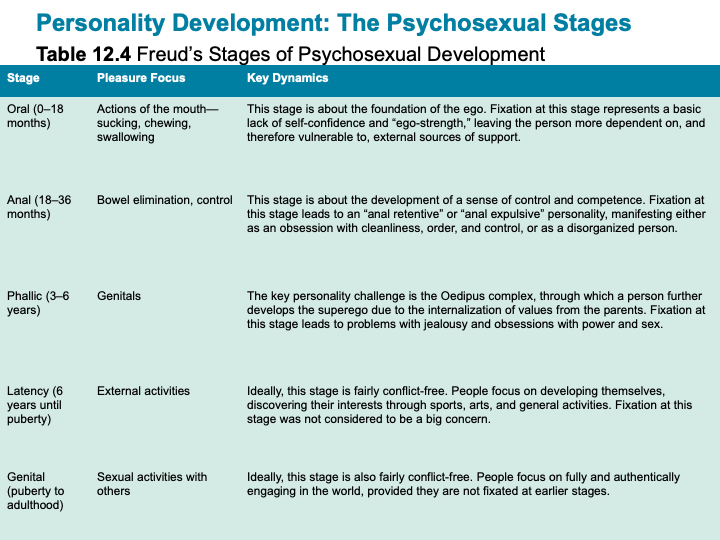 Personality Development: The Psychosexual Stages
Table 12.4 Freud’s Stages of Psychosexual Development
Stage Pleasure Focus Key Dynamics
Oral (0–18 months)
Actions of the mouth—
sucking, chewing,
swallowing
This stage is about the foundation of the ego. Fixation at this stage represents a basic
lack of self-confidence and “ego-strength,” leaving the person more dependent on, and
therefore vulnerable to, external sources of support.
Anal (18–36
months)
Bowel elimination, control
This stage is about the development of a sense of control and competence. Fixation at
this stage leads to an “anal retentive” or “anal expulsive” personality, manifesting either
as an obsession with cleanliness, order, and control, or as a disorganized person.
Phallic (3–6
years)
Genitals
The key personality challenge is the Oedipus complex, through which a person further
develops the superego due to the internalization of values from the parents. Fixation at
this stage leads to problems with jealousy and obsessions with power and sex.
Latency (6
years until
puberty)
External activities
Ideally, this stage is fairly conflict-free. People focus on developing themselves,
discovering their interests through sports, arts, and general activities. Fixation at this
stage was not considered to be a big concern.
Genital
(puberty to
adulthood)
Sexual activities with
others
Ideally, this stage is also fairly conflict-free. People focus on fully and authentically
engaging in the world, provided they are not fixated at earlier stages.